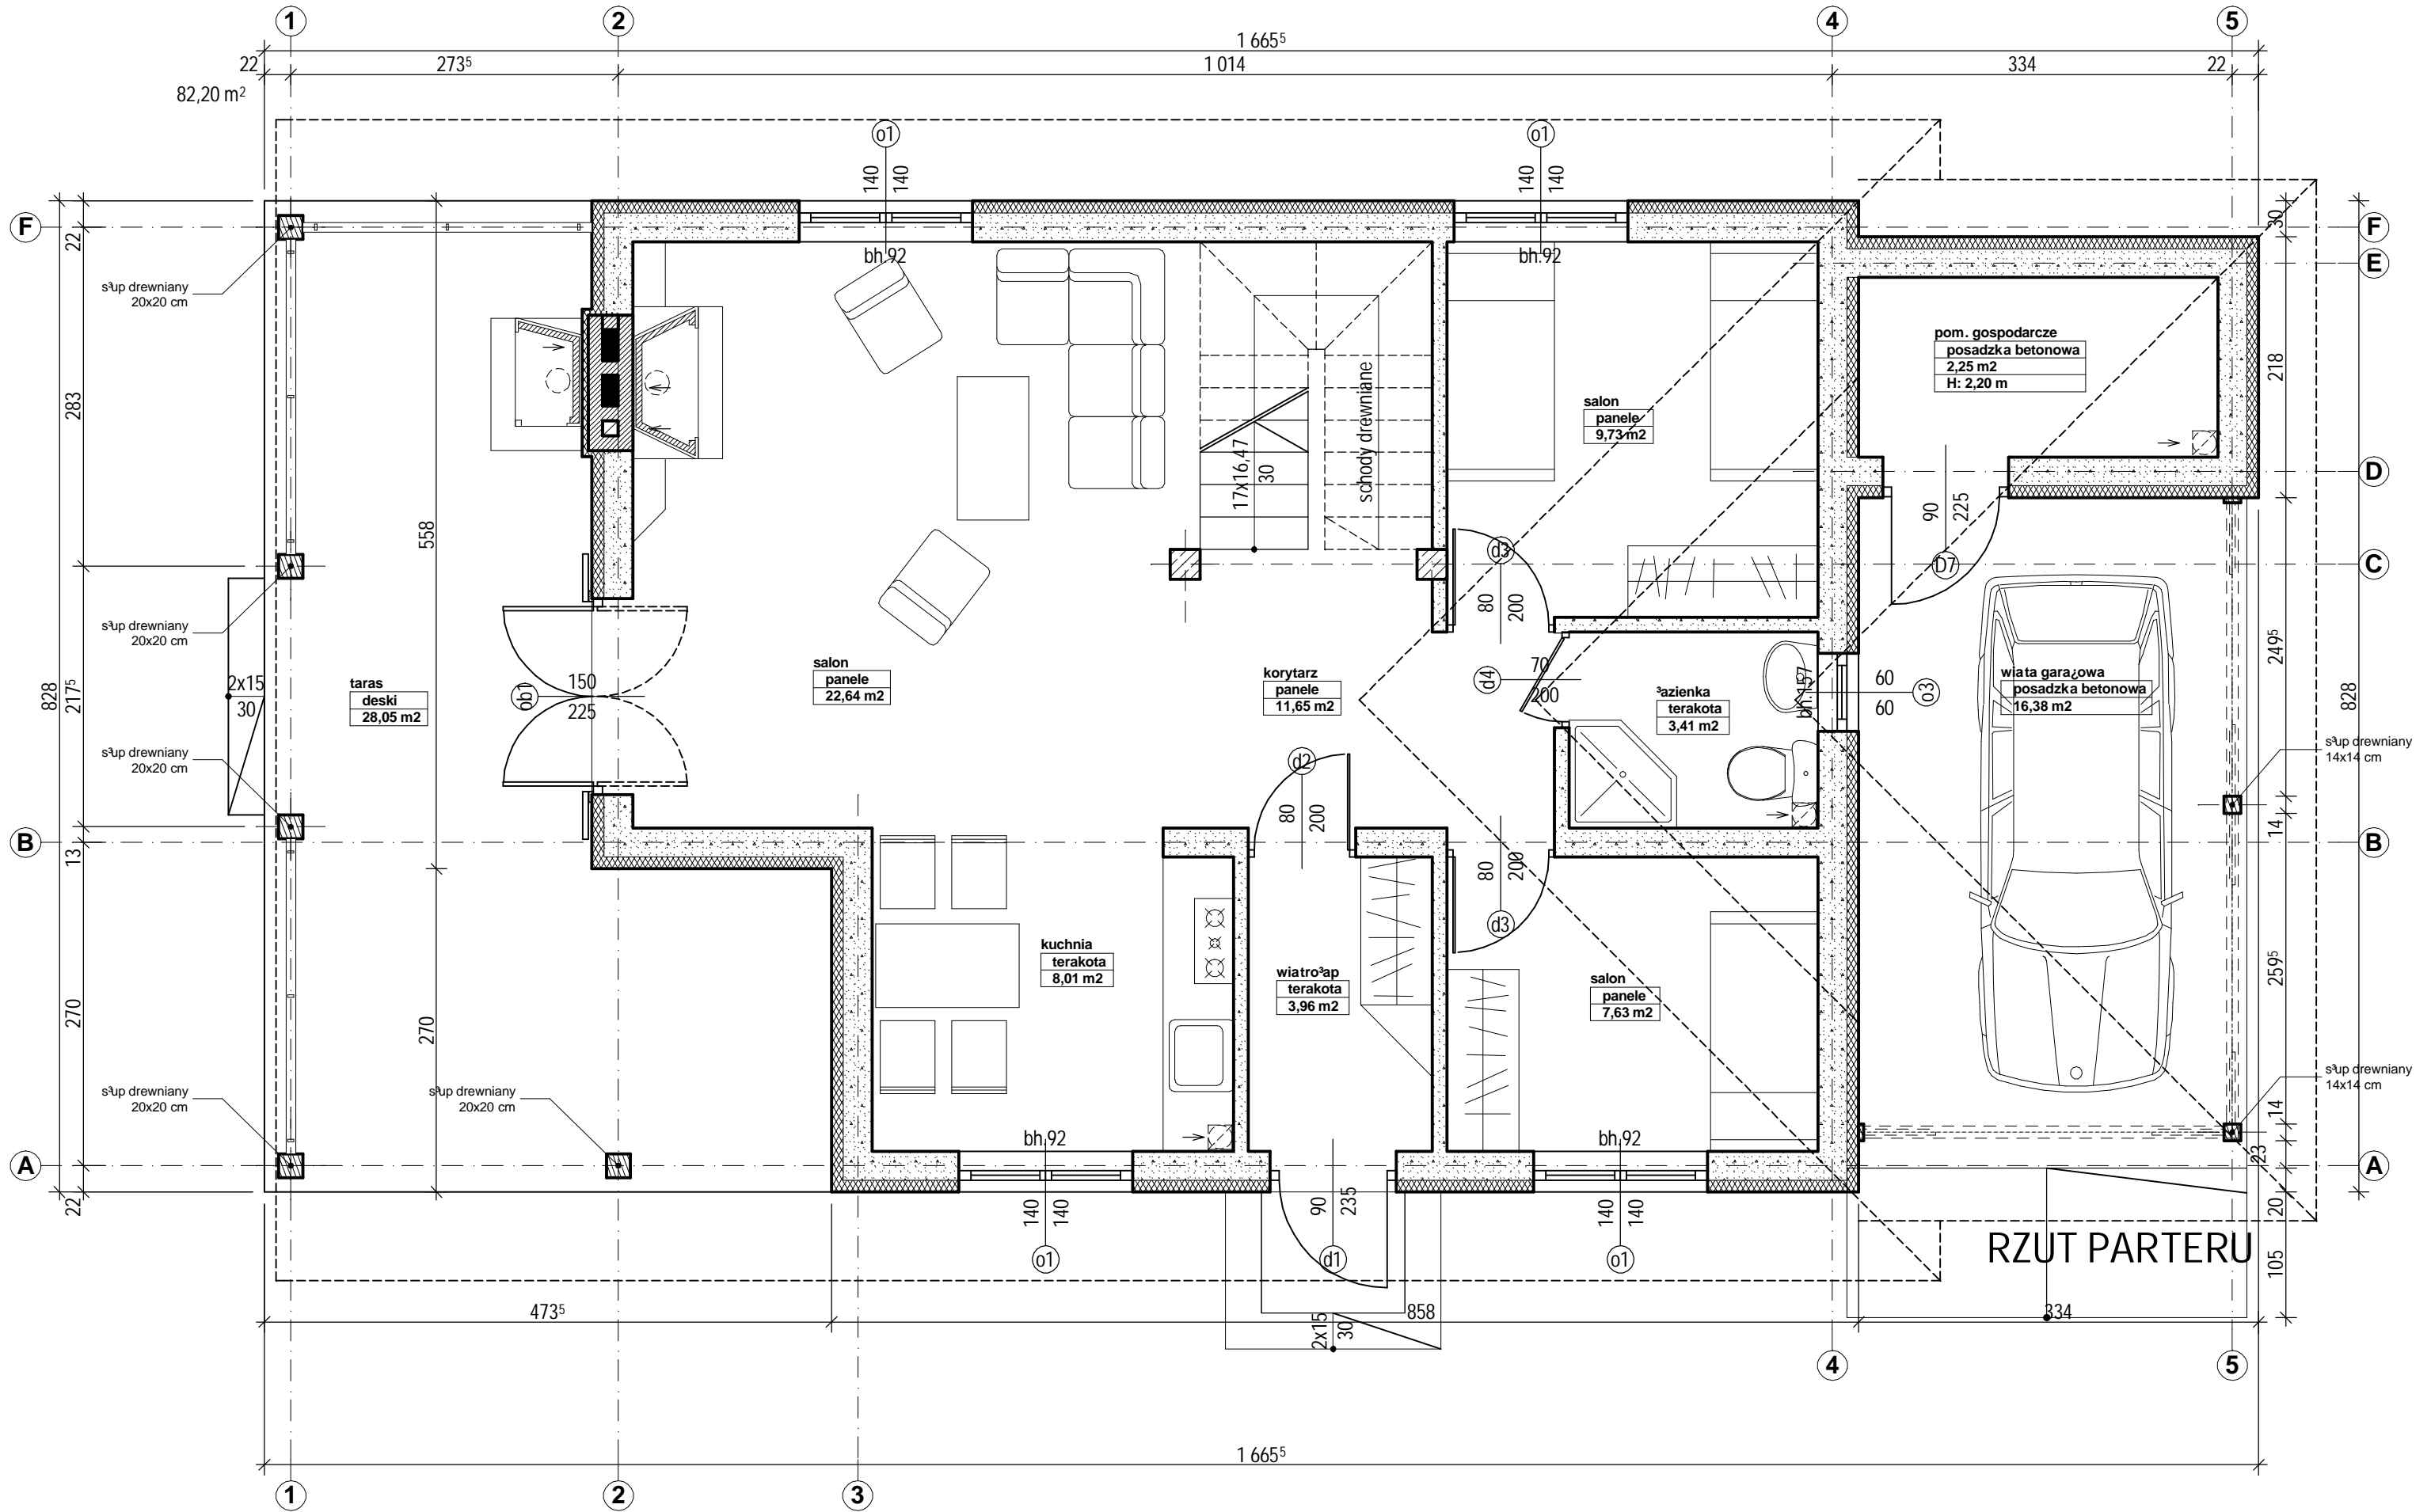 1
2
4
5
1 665⁵
22
273⁵
1 014
334
22
82,20 m²
o1
o1
140
140
140
140
F
22
30
F
bh.92
bh.92
E
s³up drewniany
20x20 cm
pom. gospodarcze
posadzka betonowa
2,25 m2
H: 2,20 m
218
283
salon
panele
9,73 m2
schody drewniane
17x16,47
30
D
558
90
225
d3
D7
C
80
200
s³up drewniany
20x20 cm
249⁵
828
217⁵
2x15
30
taras
deski
28,05 m2
ob1
150
225
salon
panele
22,64 m2
korytarz
panele
11,65 m2
d4
70
200
³azienka
terakota
3,41 m2
bh.157
60
60
o3
wiata gara¿owa
posadzka betonowa
16,38 m2
828
s³up drewniany
20x20 cm
s³up drewniany
14x14 cm
d2
80
200
14
B
13
80
200
B
d3
kuchnia
terakota
8,01 m2
wiatro³ap
terakota
3,96 m2
salon
panele
7,63 m2
259⁵
270
270
s³up drewniany
20x20 cm
s³up drewniany
20x20 cm
s³up drewniany
14x14 cm
14
bh.92
bh.92
A
23
A
22
140
140
90
235
140
140
20
o1
d1
o1
RZUT PARTERU
105
473⁵
2x15
30
858
334
4
5
1 665⁵
1
2
3